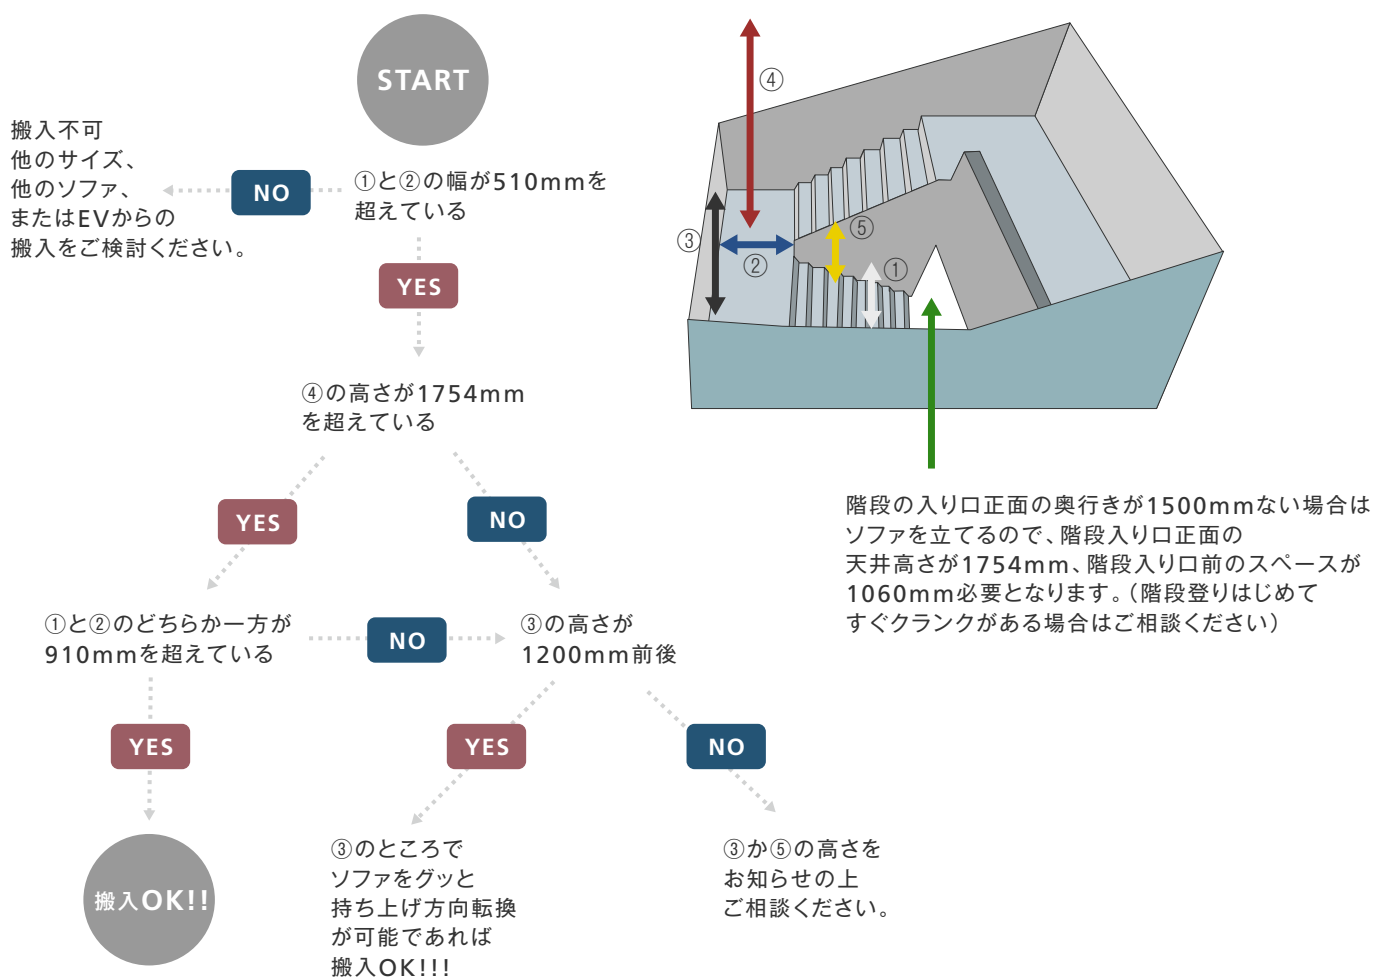 START
搬入不可
他のサイズ、
他のソファ、
またはEVからの
搬入をご検討ください。
NO
①と②の幅が510mmを
超えている
YES
④の高さが1754mm
を超えている
YES
NO
①と②のどちらか一方が
910mmを超えている
NO
③の高さが
1200mm前後
YES
YES
NO
搬入OK!!
③のところで
ソファをグッと
持ち上げ方向転換
が可能であれば
搬入OK!!!
③か⑤の高さを
お知らせの上
ご相談ください。
④
③
②
⑤
①
階段の入り口正面の奥行きが1500mmない場合は
ソファを立てるので、階段入り口正面の
天井高さが1754mm、階段入り口前のスペースが
1060mm必要となります。（階段登りはじめて
すぐクランクがある場合はご相談ください）